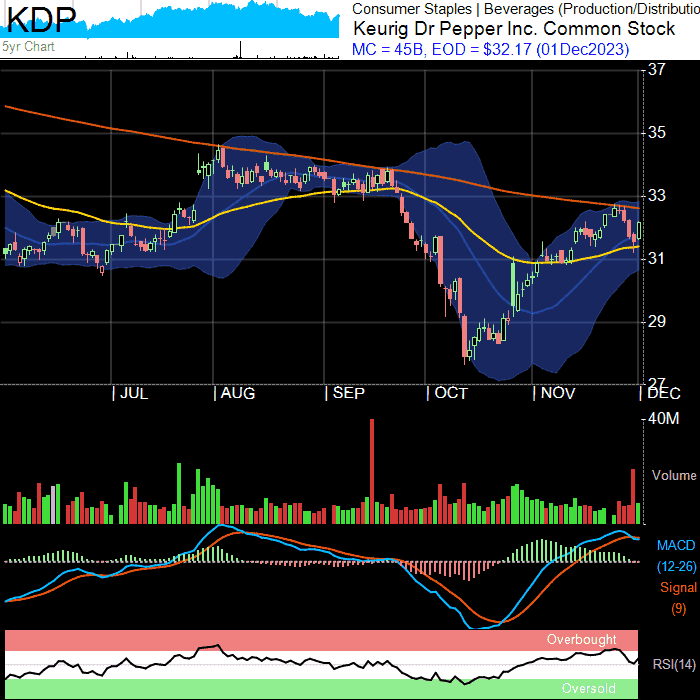 KDP
5yr Chart
Consumer Staples | Beverages (Production/Distributio
Keurig Dr Pepper Inc. Common Stock
MC = 45B, EOD = $32.17 (01Dec2023)
37
35
33
31
29
27
JUL AUG SEP OCT NOV DEC
40M
Volume
MACD
(12-26)
Signal
(9)
Overbought
RSI(14)
Oversold